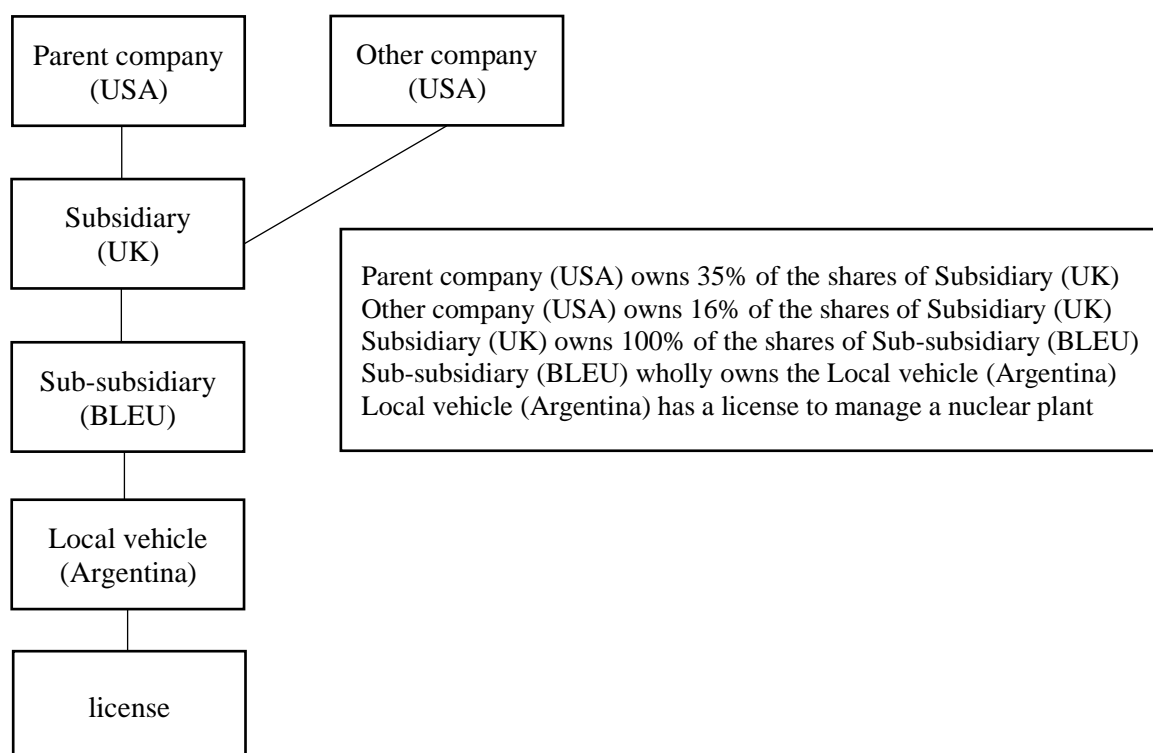 Parent company
(USA)
Other company
(USA)
Subsidiary
(UK)
Parent company (USA) owns 35% of the shares of Subsidiary (UK)
Other company (USA) owns 16% of the shares of Subsidiary (UK)
Subsidiary (UK) owns 100% of the shares of Sub-subsidiary (BLEU)
Sub-subsidiary (BLEU) wholly owns the Local vehicle (Argentina)
Local vehicle (Argentina) has a license to manage a nuclear plant
Sub-subsidiary
(BLEU)
Local vehicle
(Argentina)
license